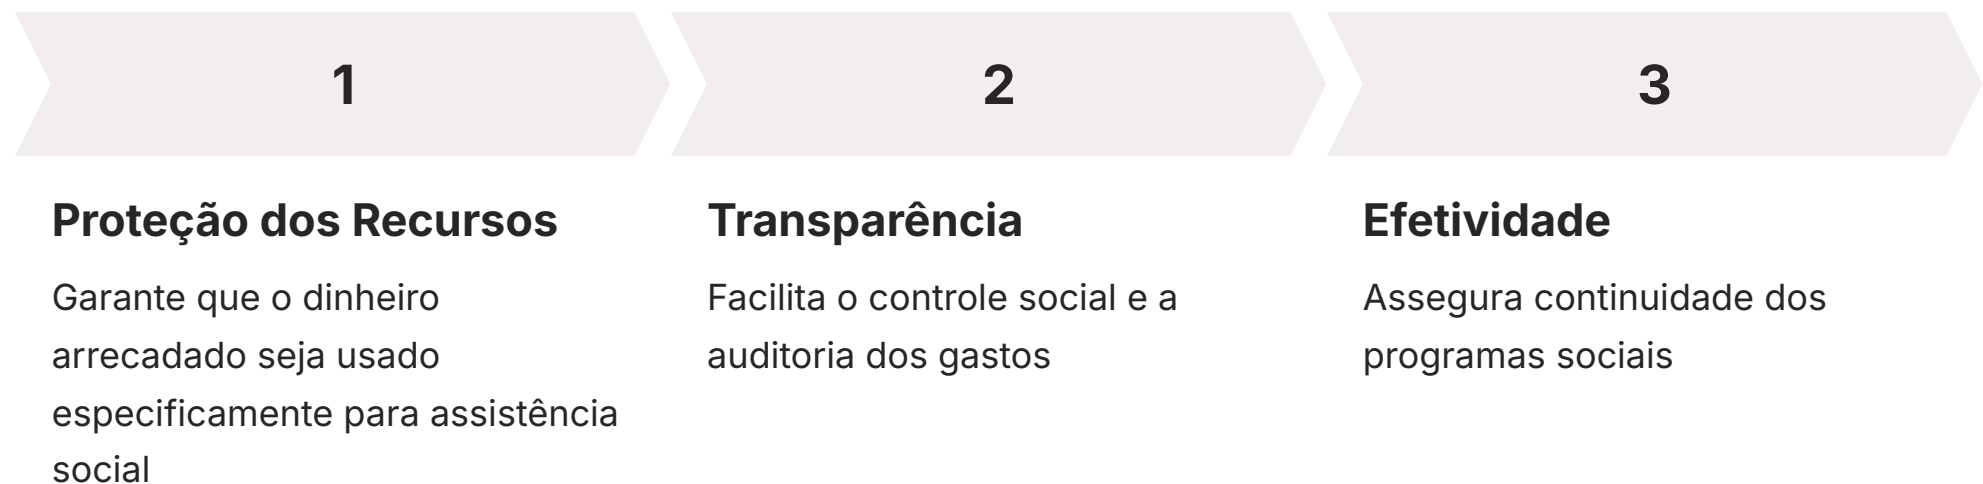 1
Proteção dos Recursos
Garante que o dinheiro
arrecadado seja usado
especificamente para assistência
social
2
Transparência
Facilita o controle social e a
auditoria dos gastos
3
Efetividade
Assegura continuidade dos
programas sociais